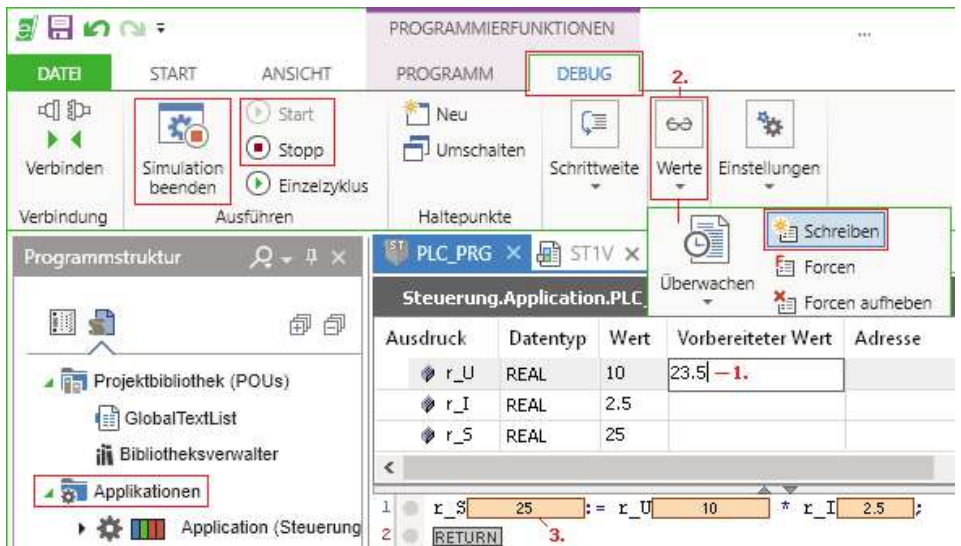 PROGRAMMIERFUNKTIONEN
...
DATEI START ANSICHT PROGRAMM DEBUG
2.
Verbinden
Simulation beenden
Start
Stopp
Einzelzyklus
Neu
Umschalten
Schrittweite
Werte
Einstellungen
Verbindung Ausführen Haltepunkte
Überwachen
Schreiben
Forcen
Forcen aufheben
Programmstruktur
PLC_PRG
ST1V
Steuerung.Application.PLC_
Ausdruck Datentyp Wert Vorbereiteter Wert Adresse
r_U REAL 10 23.5 1.
r_I REAL 2.5
r_S REAL 25
Projektbibliothek (POUs)
GlobalTextList
Bibliotheksverwalter
Applikationen
Application (Steuerung
1 r_S 25 := r_U 10 * r_I 2.5 ;
2 RETURN 3.